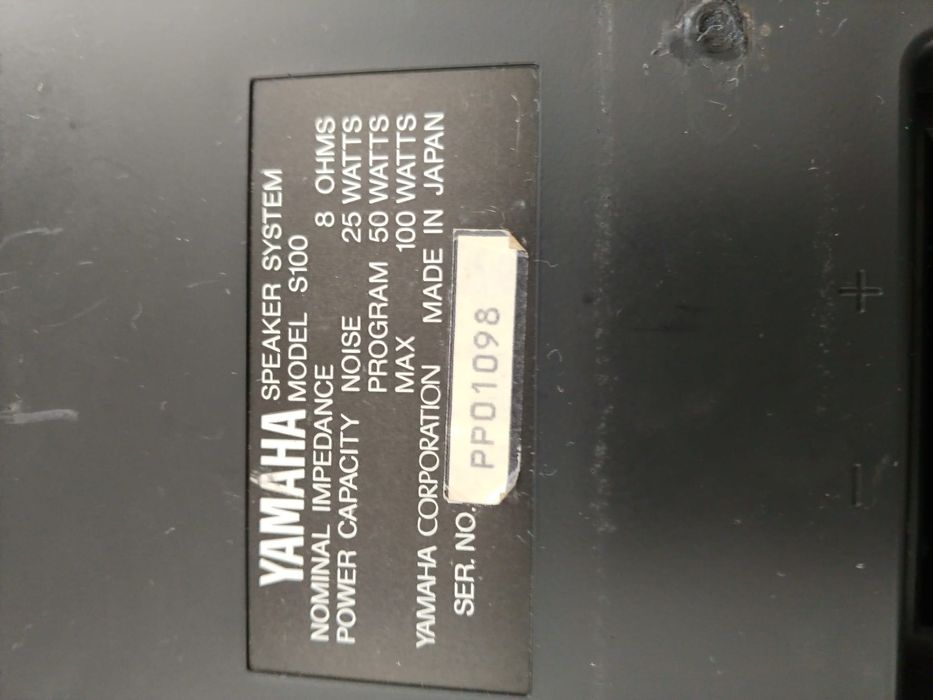 YAMAHA SPEAKER SYSTEM
MODEL S100
NOMINAL IMPEDANCE 8 OHMS
POWER CAPACITY NOISE 25 WATTS
PROGRAM 50 WATTS
MAX 100 WATTS
YAMAHA CORPORATION MADE IN JAPAN
SER. NO. PP01098
- +